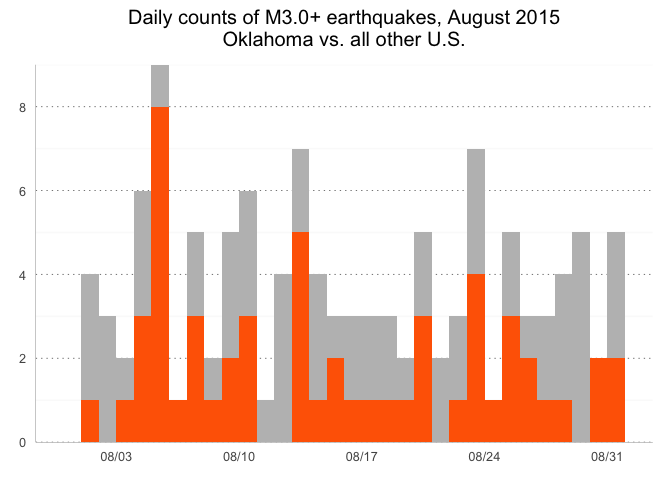 Daily counts of M3.0+ earthquakes, August 2015
Oklahoma vs. all other U.S.
8
6
4
2
0
08/03 08/10 08/17 08/24 08/31